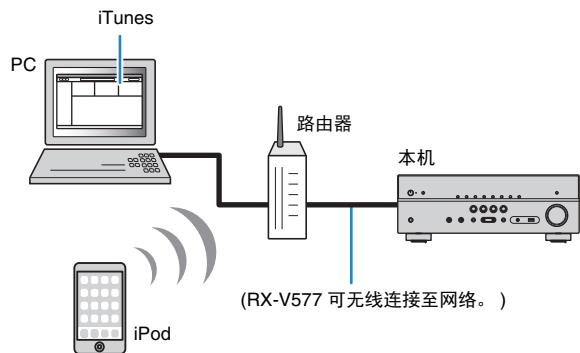 iTunes
PC
路由器
本机
(RX-V577 可无线连接至网络。)
iPod